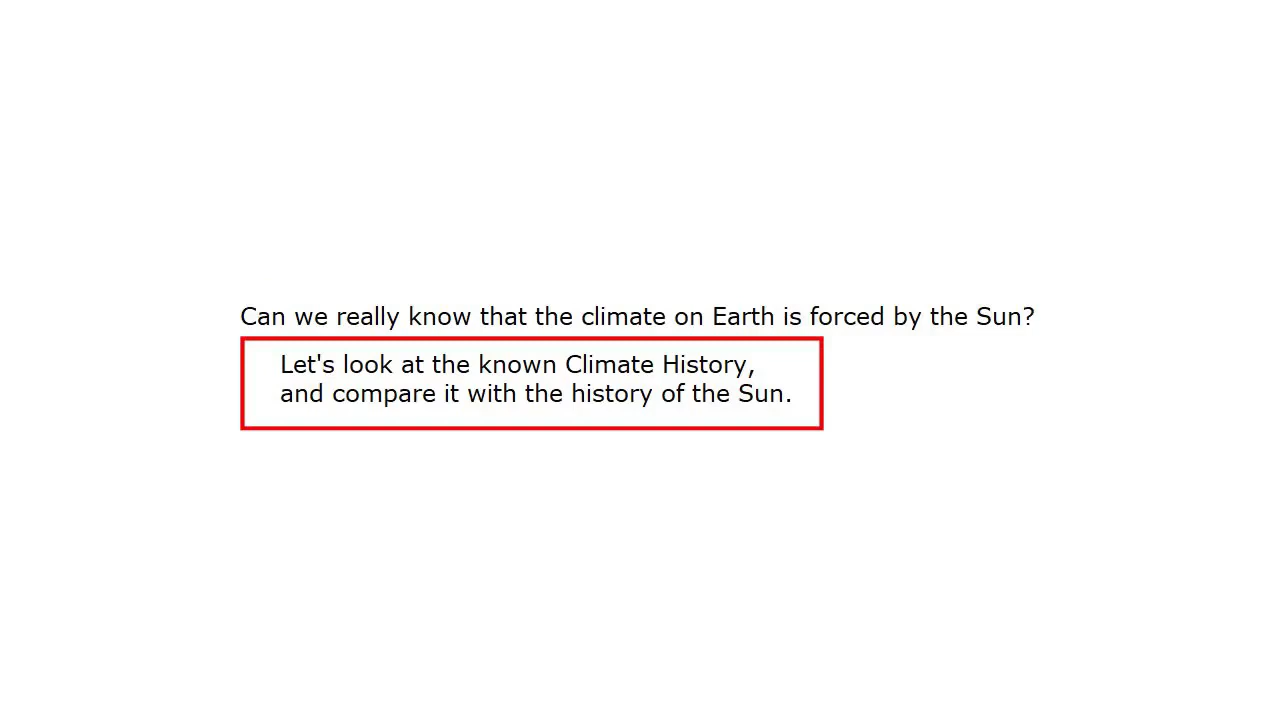 Can we really know that the climate on Earth is forced by the Sun?
Let's look at the known Climate History,
and compare it with the history of the Sun.